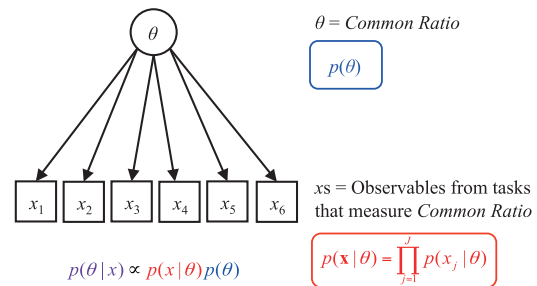 θ
θ = Common Ratio
p(θ)
x₁ x₂ x₃ x₄ x₅ x₆
xs = Observables from tasks
that measure Common Ratio
p(𝐱 | θ) = ∏_{j=1}^{J} p(x_j | θ)
p(θ | x) ∝ p(x | θ)p(θ)